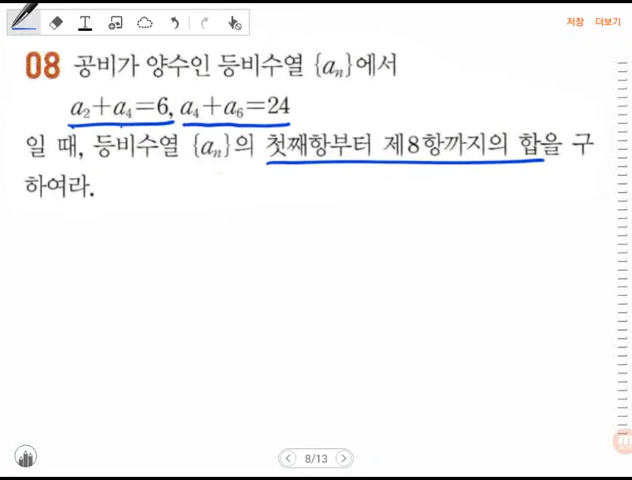 저장 더보기
08 공비가 양수인 등비수열 {aₙ}에서
a₂+a₄=6, a₄+a₆=24
일 때, 등비수열 {aₙ}의 첫째항부터 제8항까지의 합을 구
하여라.
8/13